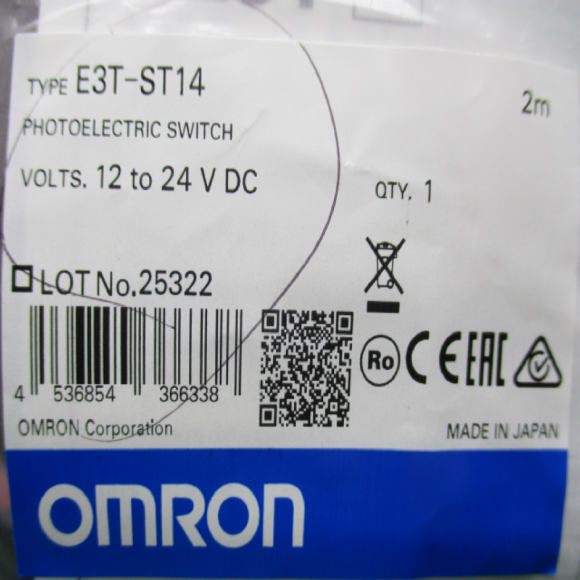 TYPE E3T-ST14
2m
PHOTOELECTRIC SWITCH
VOLTS. 12 to 24 V DC
QTY. 1
LOT No.25322
Ro CE EAC
4 536854 366338
OMRON Corporation
MADE IN JAPAN
OMRON